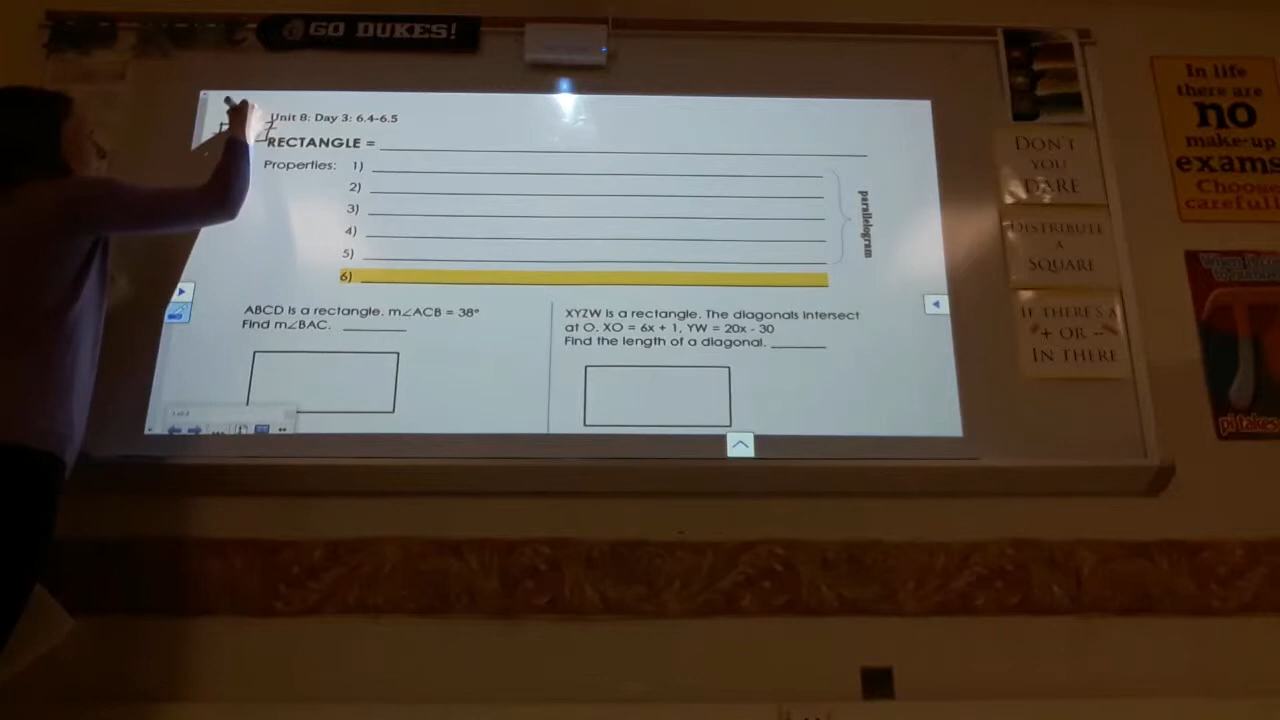 GO DUKES!
Unit 8: Day 3: 6.4-6.5
RECTANGLE =
Properties: 1)
2)
3)
4)
5)
6)
parallelogram
ABCD is a rectangle. m∠ACB = 38°
Find m∠BAC.
XYZW is a rectangle. The diagonals intersect
at O. XO = 6x + 1, YW = 20x - 30
Find the length of a diagonal.
DON'T
YOU
DARE
DISTRIBUTE
A
SQUARE
IF THERE'S A
+ OR -
IN THERE
In life
there are
no
make-up
exams
Choose
carefully